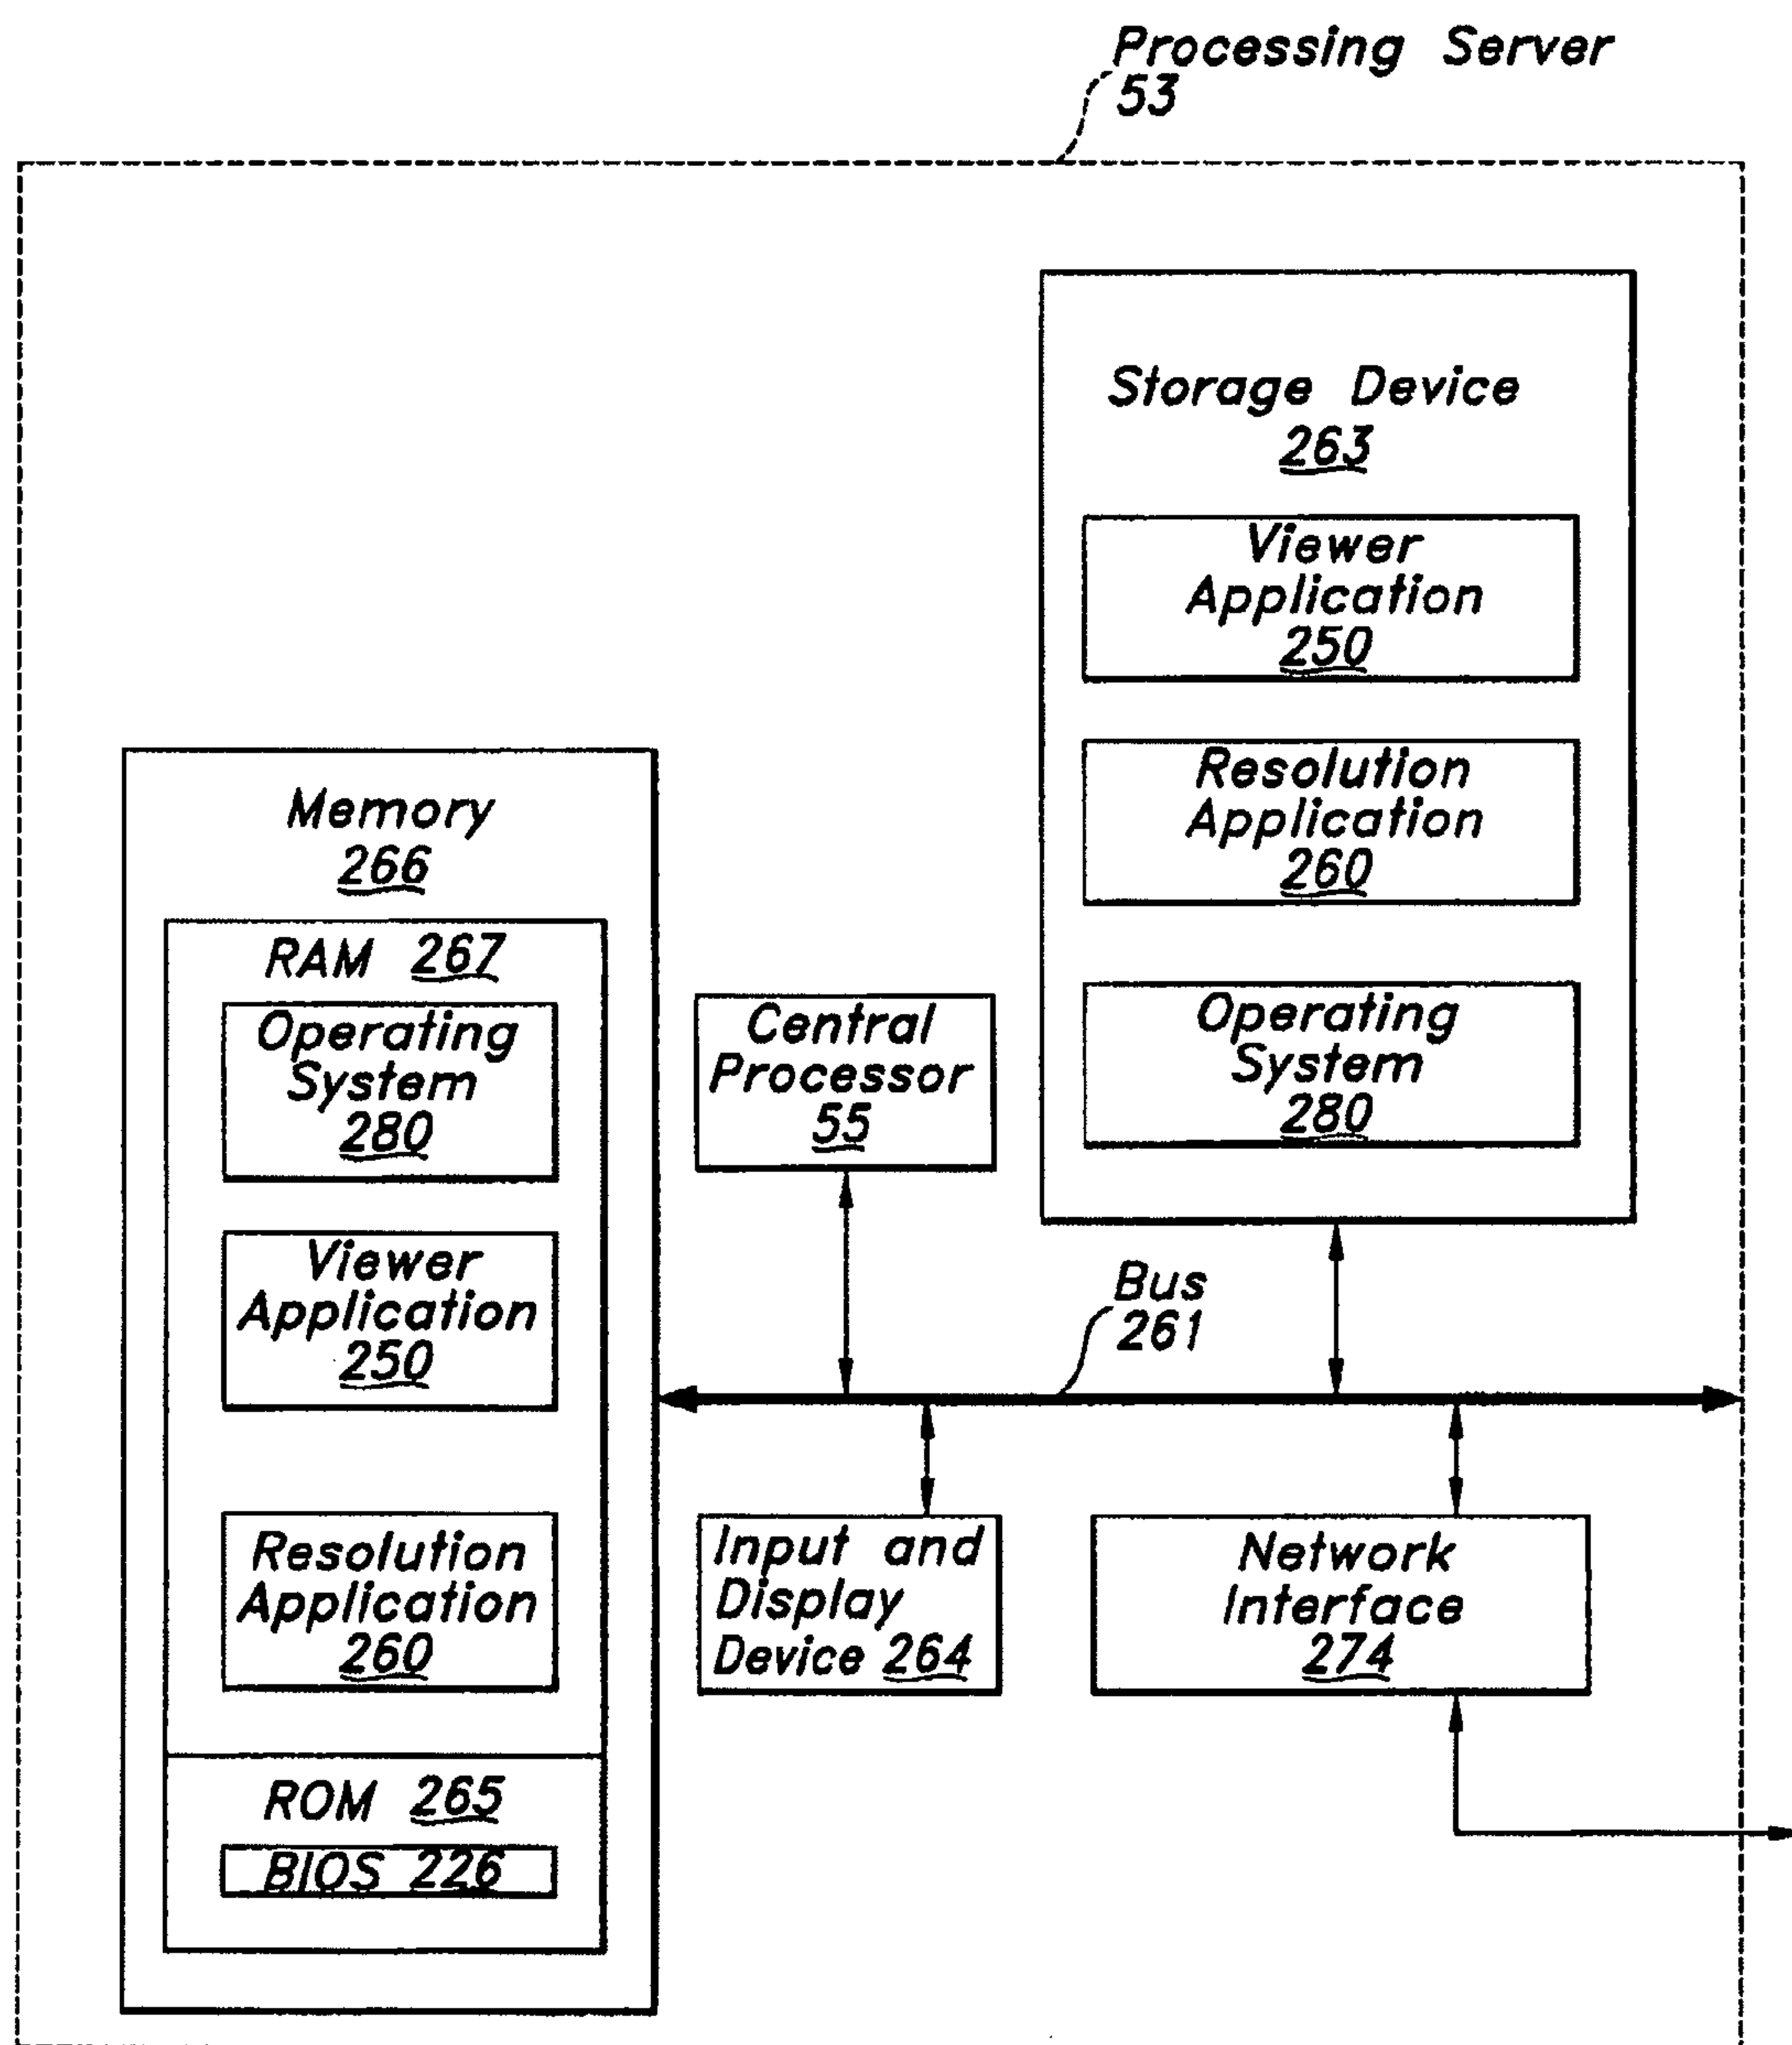 Processing Server
53
Storage Device
263
Viewer
Application
250
Resolution
Application
260
Operating
System
280
Memory
266
RAM 267
Operating
System
280
Viewer
Application
250
Resolution
Application
260
ROM 265
BIOS 226
Central
Processor
55
Bus
261
Input and
Display
Device 264
Network
Interface
274